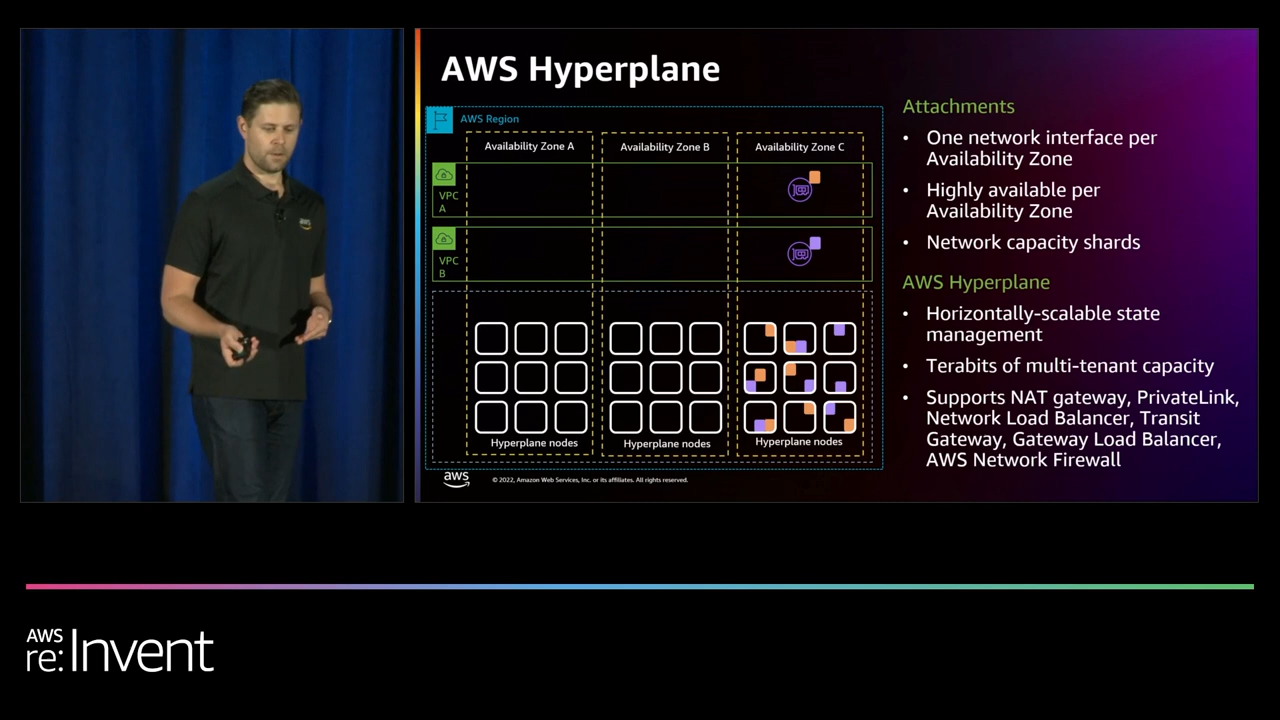 AWS Hyperplane
AWS Region
Availability Zone A
Availability Zone B
Availability Zone C
VPC
A
VPC
B
Hyperplane nodes
Hyperplane nodes
Hyperplane nodes
aws
© 2022, Amazon Web Services, Inc. or its affiliates. All rights reserved.
Attachments
• One network interface per
Availability Zone
• Highly available per
Availability Zone
• Network capacity shards
AWS Hyperplane
• Horizontally-scalable state
management
• Terabits of multi-tenant capacity
• Supports NAT gateway, PrivateLink,
Network Load Balancer, Transit
Gateway, Gateway Load Balancer,
AWS Network Firewall
aws
AWS
re:Invent